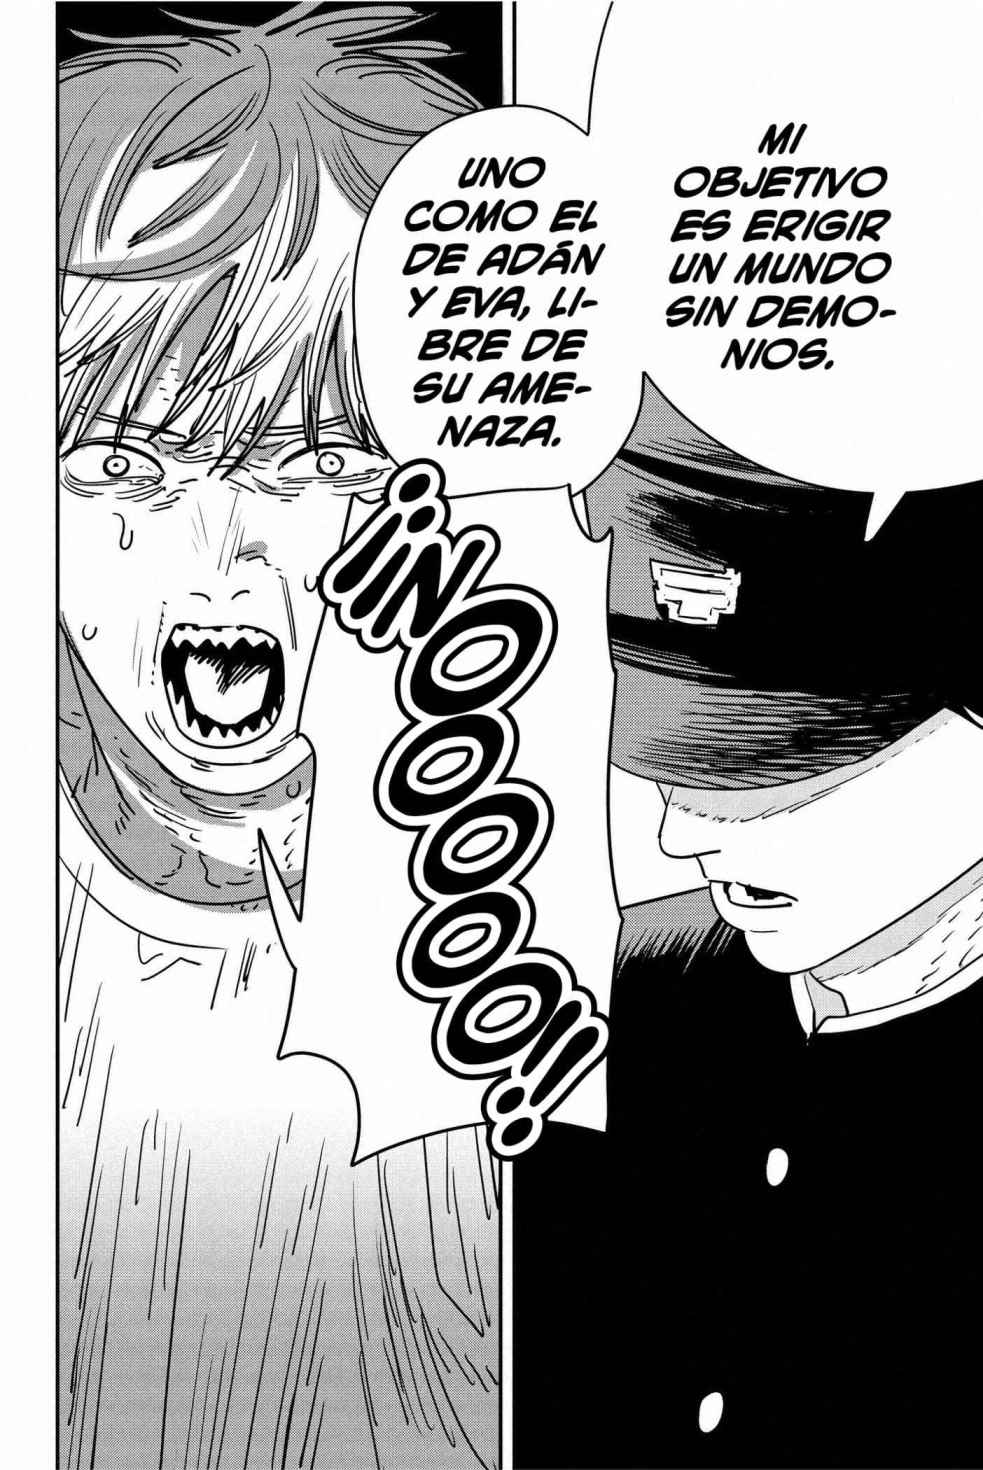 MI
OBJETIVO
ES ERIGIR
UN MUNDO
SIN DEMO-
NIOS.
UNO
COMO EL
DE ADÁN
Y EVA, LI-
BRE DE
SU AME-
NAZA.
¡¡¡NOOOOOO!!